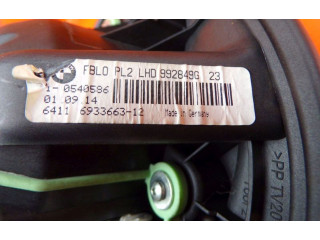 FBLO PL2 LHD 992849G 23
1-0540586
01 09 14
6411 6933663-12 Made in Germany
>PP TV20